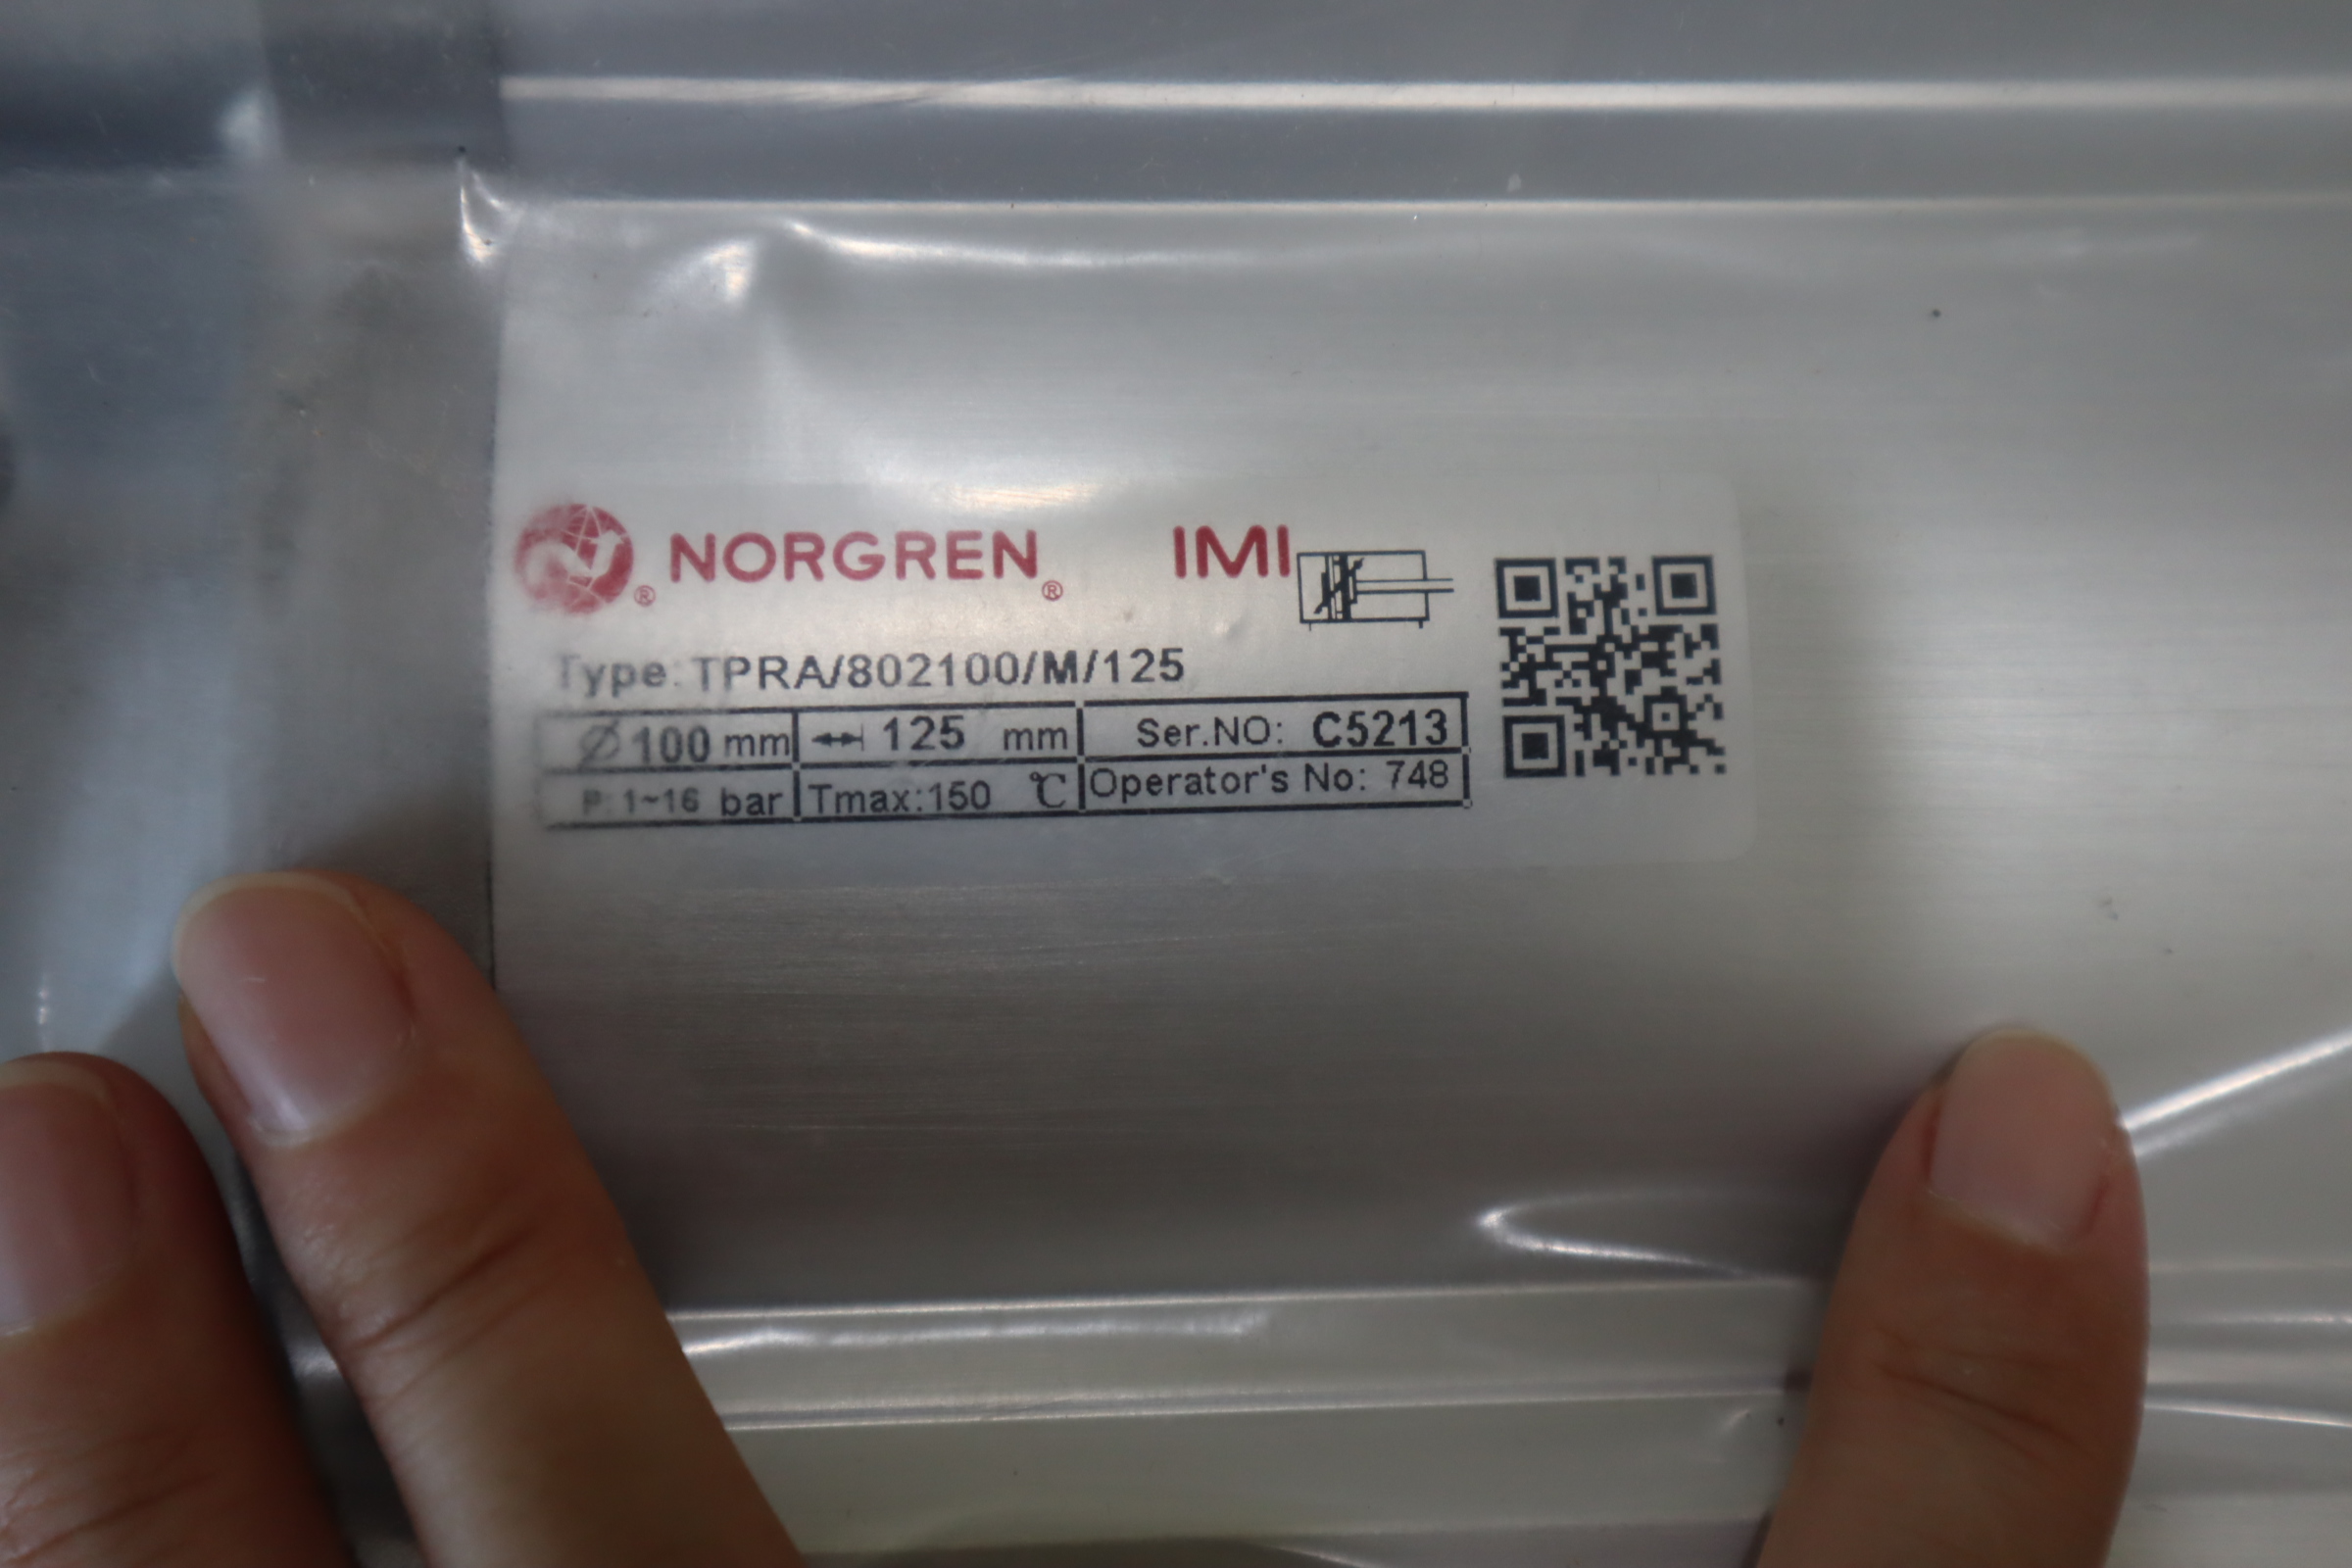 NORGREN® IMI
Type: TPRA/802100/M/125
Ø 100 mm 125 mm Ser.NO: C5213
P: 1~16 bar Tmax:150 ℃ Operator's No: 748